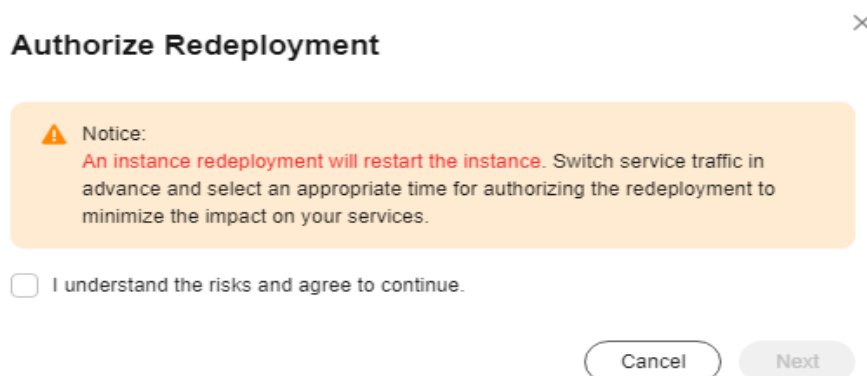 Authorize Redeployment
Notice:
An instance redeployment will restart the instance. Switch service traffic in
advance and select an appropriate time for authorizing the redeployment to
minimize the impact on your services.
I understand the risks and agree to continue.
Cancel
Next